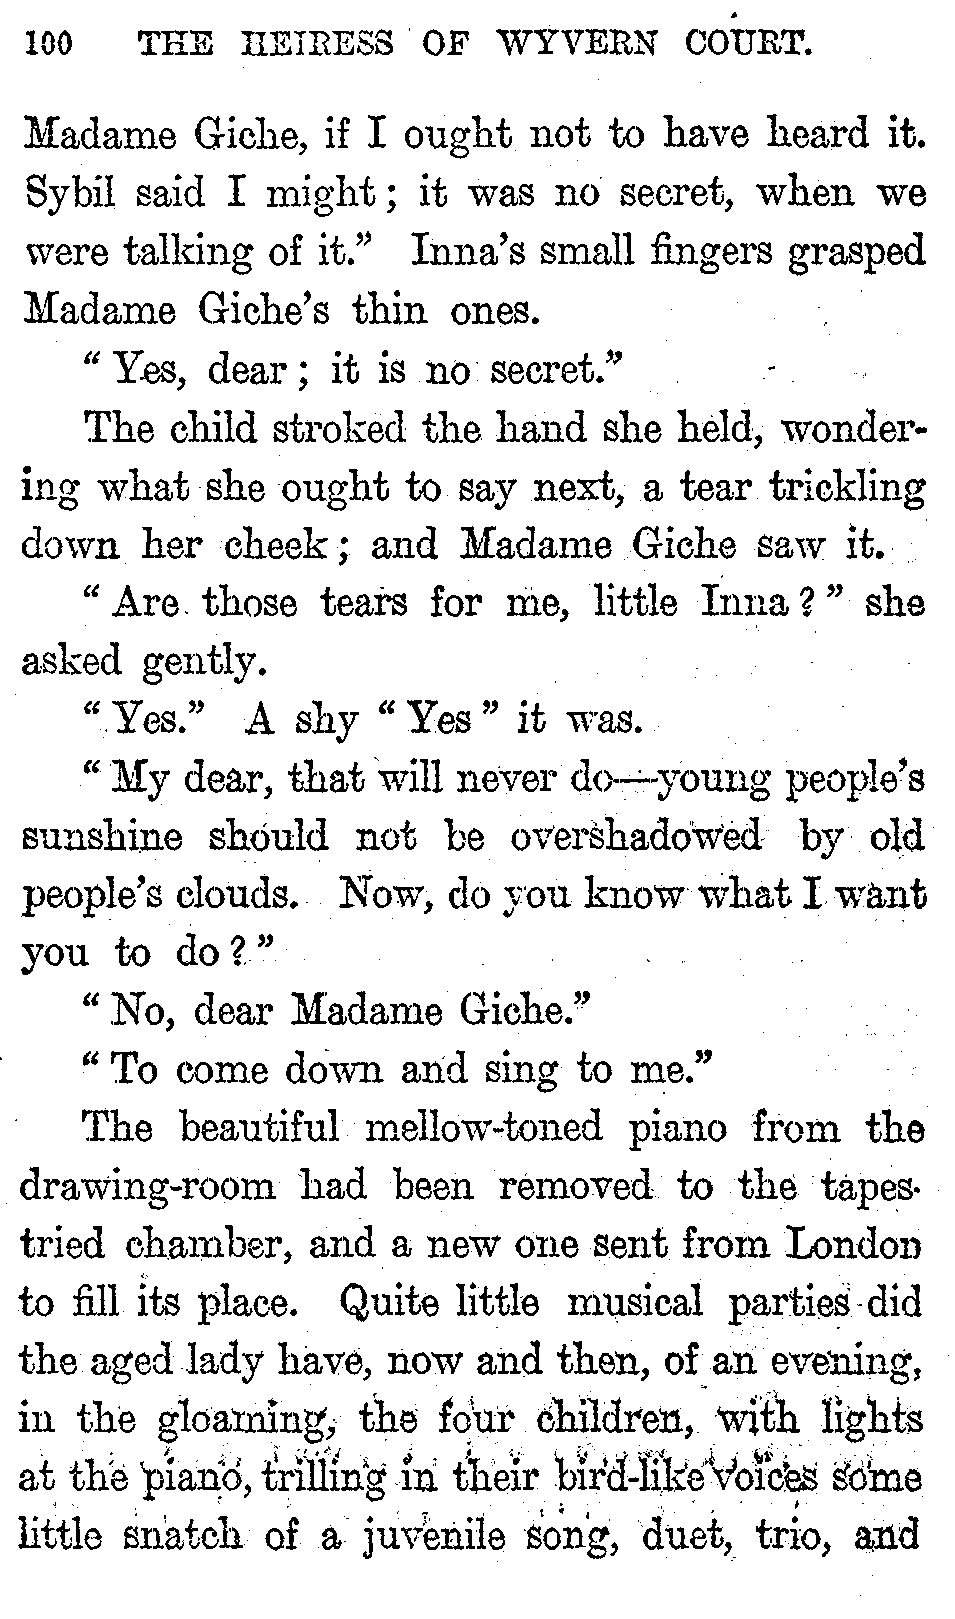 100 THE HEIRESS OF WYVERN COURT.
Madame Giche, if I ought not to have heard it.
Sybil said I might; it was no secret, when we
were talking of it.” Inna’s small fingers grasped
Madame Giche’s thin ones.
“Yes, dear; it is no secret.”
The child stroked the hand she held, wonder-
ing what she ought to say next, a tear trickling
down her cheek; and Madame Giche saw it.
“Are those tears for me, little Inna?” she
asked gently.
“Yes.” A shy “Yes” it was.
“My dear, that will never do—young people’s
sunshine should not be overshadowed by old
people’s clouds. Now, do you know what I want
you to do?”
“No, dear Madame Giche.”
“To come down and sing to me.”
The beautiful mellow-toned piano from the
drawing-room had been removed to the tapes-
tried chamber, and a new one sent from London
to fill its place. Quite little musical parties did
the aged lady have, now and then, of an evening,
in the gloaming, the four children, with lights
at the piano, trilling in their bird-like voices some
little snatch of a juvenile song, duet, trio, and